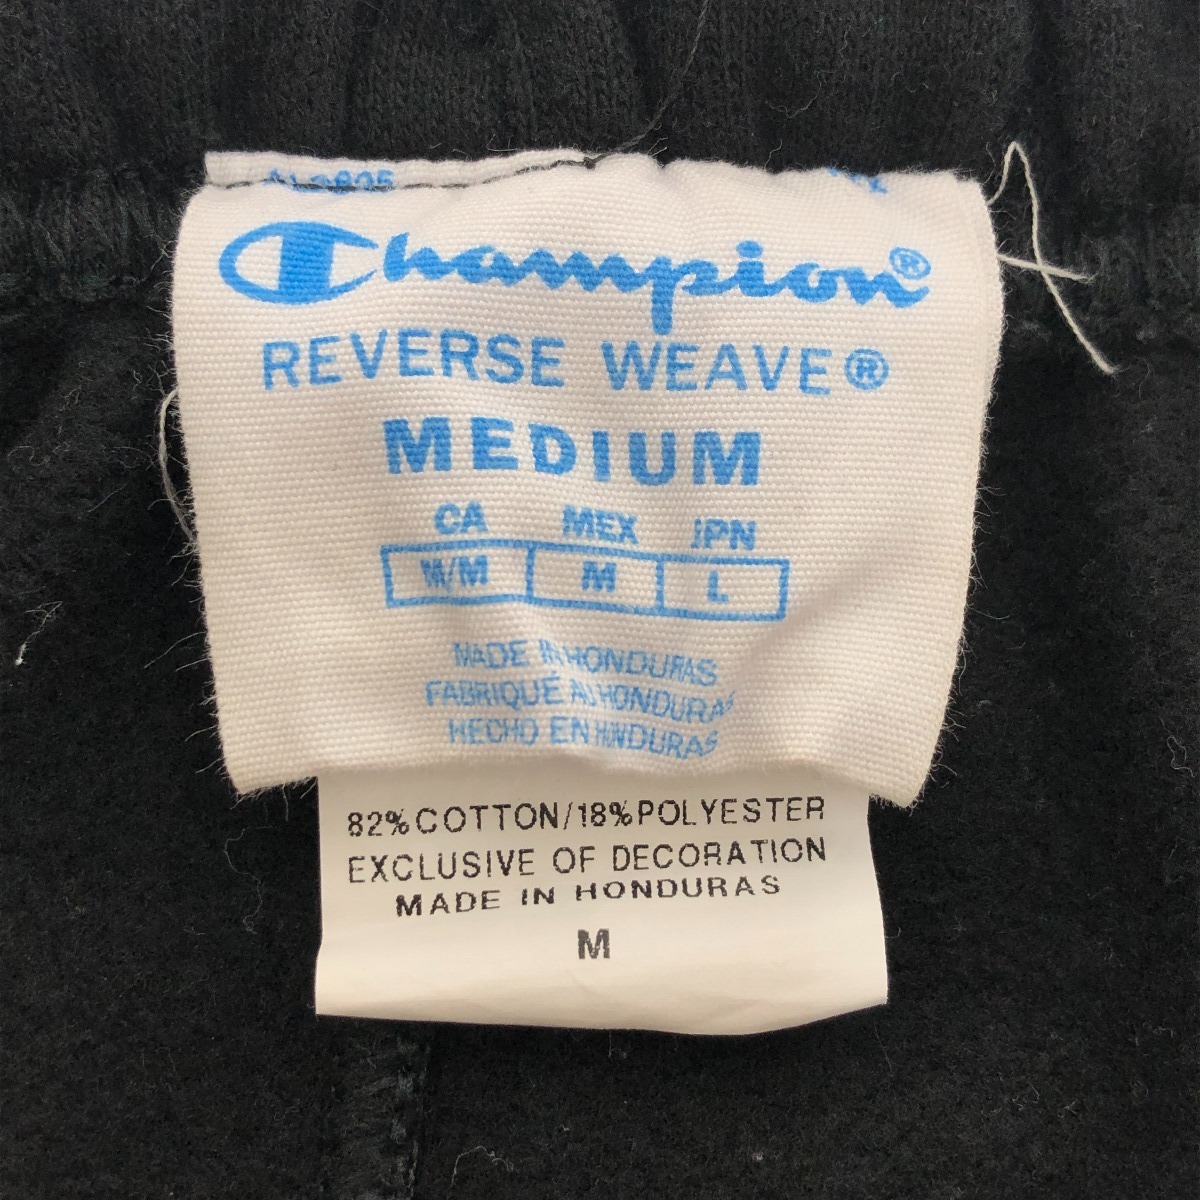 Champion®
REVERSE WEAVE®
MEDIUM
CA MEX JPN
M/M M L
MADE IN HONDURAS
FABRIQUÉ AU HONDURAS
HECHO EN HONDURAS
82% COTTON/18% POLYESTER
EXCLUSIVE OF DECORATION
MADE IN HONDURAS
M